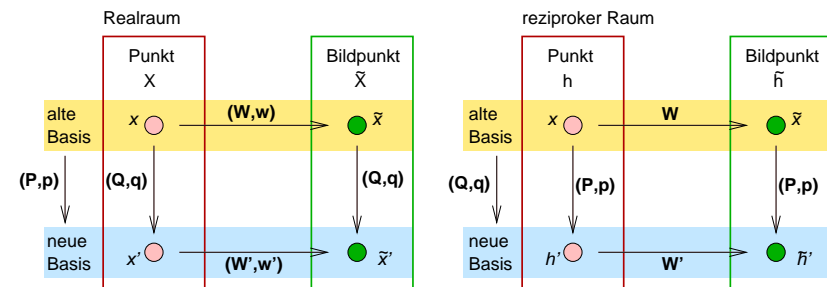 Realraum
reziproker Raum
Punkt
X
Bildpunkt
X̃
Punkt
h
Bildpunkt
h̃
alte
Basis
x
(W,w)
x̃
alte
Basis
x
W
x̃
(P,p)
(Q,q)
(Q,q)
(Q,q)
(P,p)
(P,p)
neue
Basis
x'
(W',w')
x̃'
neue
Basis
h'
W'
h̃'